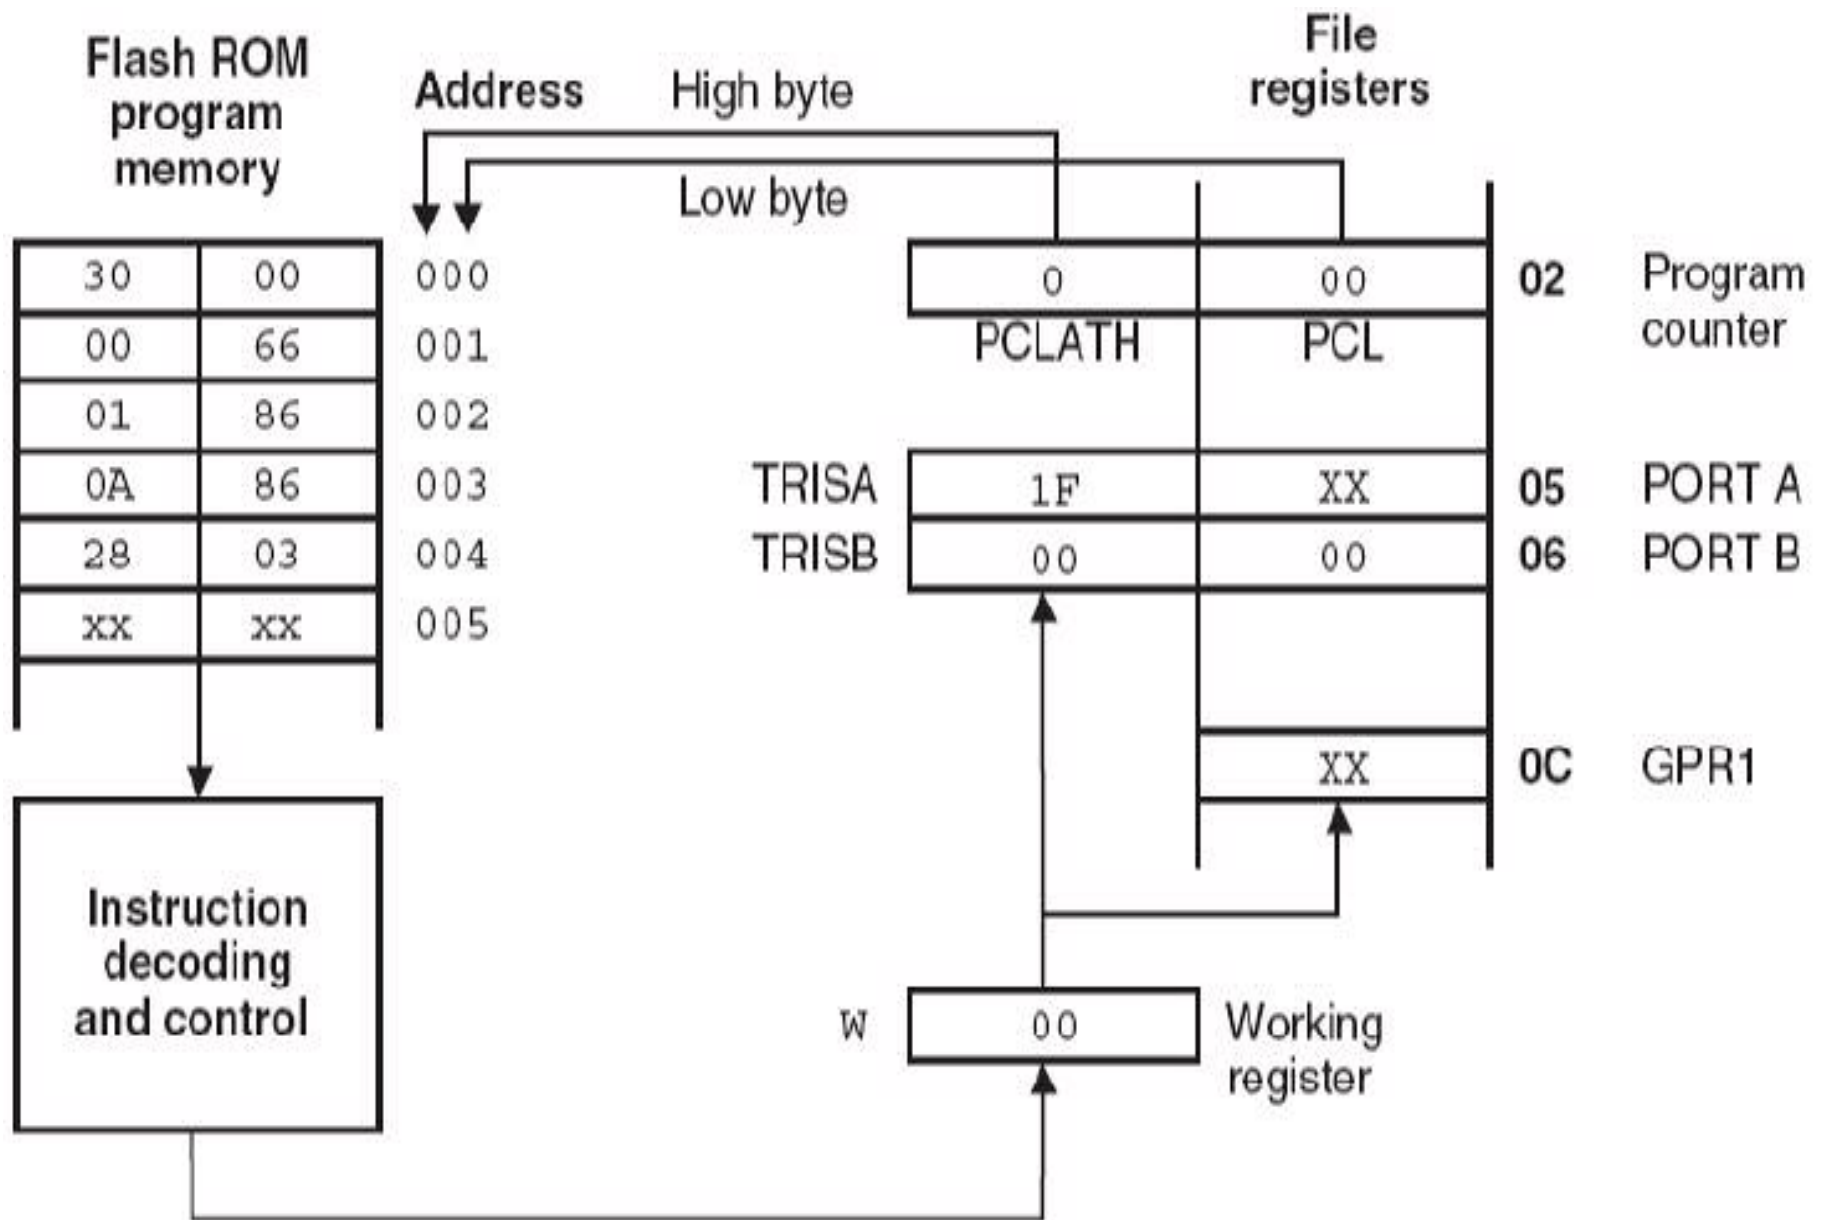 Flash ROM
program
memory
Address
High byte
Low byte
File
registers
30 00 000
00 66 001
01 86 002
0A 86 003
28 03 004
xx xx 005
0 00 02 Program
counter
PCLATH PCL
TRISA 1F XX 05 PORT A
TRISB 00 00 06 PORT B
XX 0C GPR1
Instruction
decoding
and control
W 00 Working
register